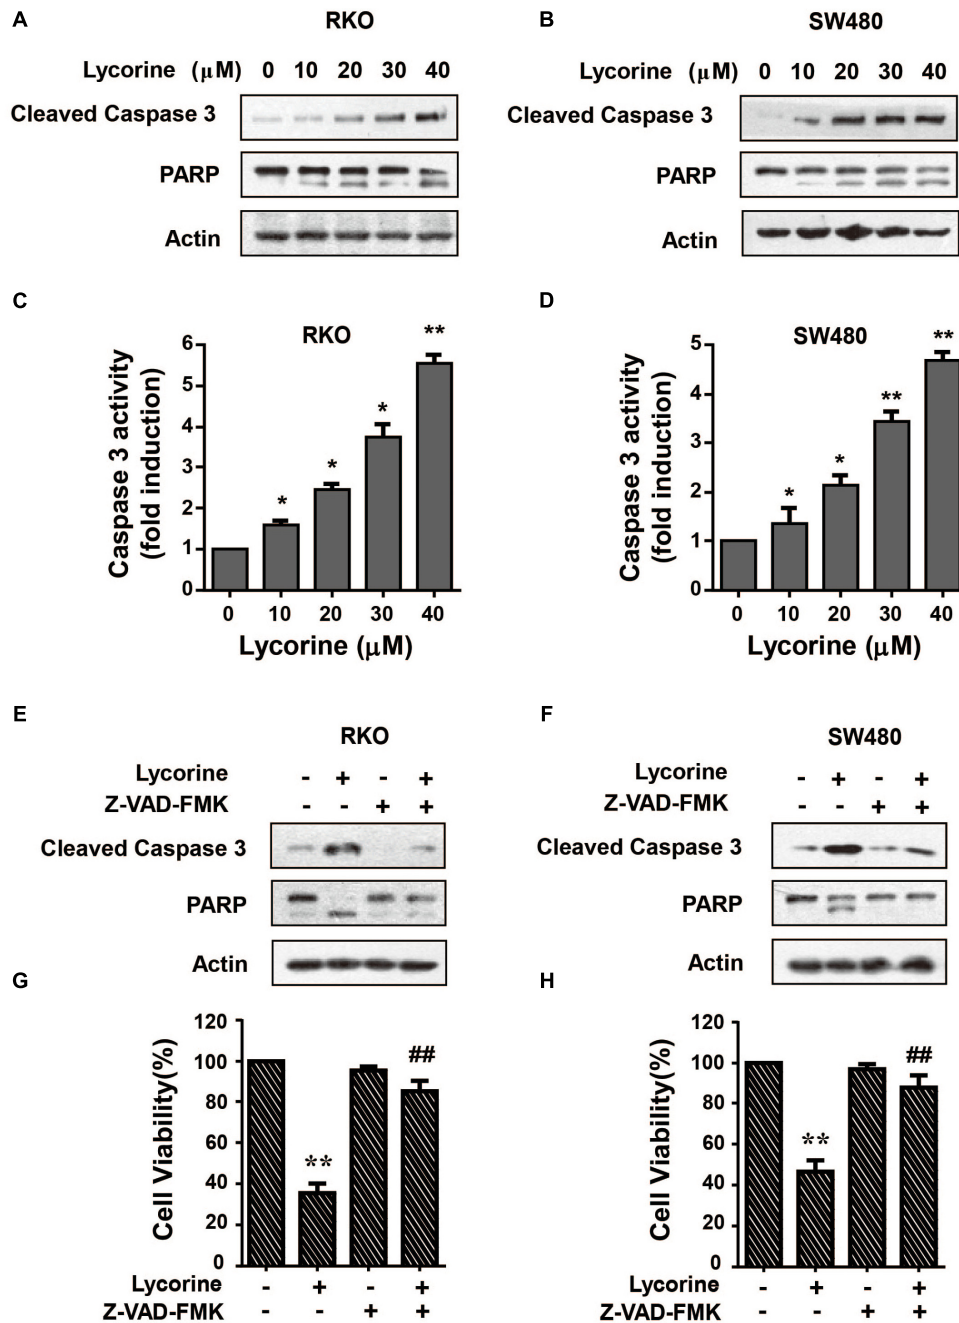 A
RKO
Lycorine (μM) 0 10 20 30 40
Cleaved Caspase 3
PARP
Actin
B
SW480
Lycorine (μM) 0 10 20 30 40
Cleaved Caspase 3
PARP
Actin
C
RKO
Caspase 3 activity
(fold induction)
6
5
4
3
2
1
0
*
*
*
**
0 10 20 30 40
Lycorine (μM)
D
SW480
Caspase 3 activity
(fold induction)
5
4
3
2
1
0
*
*
**
**
0 10 20 30 40
Lycorine (μM)
E
RKO
Lycorine - + - +
Z-VAD-FMK - - + +
Cleaved Caspase 3
PARP
Actin
F
SW480
Lycorine - + - +
Z-VAD-FMK - - + +
Cleaved Caspase 3
PARP
Actin
G
Cell Viability(%)
120
100
80
60
40
20
0
**
##
Lycorine - + - +
Z-VAD-FMK - - + +
H
Cell Viability(%)
120
100
80
60
40
20
0
**
##
Lycorine - + - +
Z-VAD-FMK - - + +